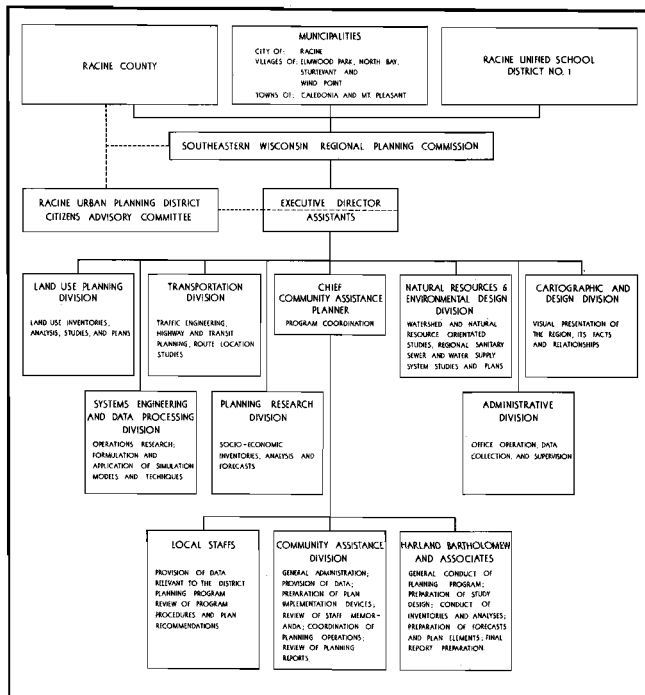 RACINE COUNTY
MUNICIPALITIES
CITY OF: RACINE
VILLAGES OF: ELMWOOD PARK, NORTH BAY,
STURTEVANT AND
WIND POINT
TOWNS OF: CALEDONIA AND MT. PLEASANT
RACINE UNIFIED SCHOOL
DISTRICT NO. 1
SOUTHEASTERN WISCONSIN REGIONAL PLANNING COMMISSION
RACINE URBAN PLANNING DISTRICT
CITIZENS ADVISORY COMMITTEE
EXECUTIVE DIRECTOR
ASSISTANTS
LAND USE PLANNING
DIVISION
LAND USE INVENTORIES,
ANALYSIS, STUDIES, AND PLANS
TRANSPORTATION
DIVISION
TRAFFIC ENGINEERING,
HIGHWAY AND TRANSIT
PLANNING, ROUTE LOCATION
STUDIES
CHIEF
COMMUNITY ASSISTANCE
PLANNER
PROGRAM COORDINATION
NATURAL RESOURCES &
ENVIRONMENTAL DESIGN
DIVISION
WATERSHED AND NATURAL
RESOURCE ORIENTATED
STUDIES, REGIONAL SANITARY
SEWER AND WATER SUPPLY
SYSTEM STUDIES AND PLANS
CARTOGRAPHIC AND
DESIGN DIVISION
VISUAL PRESENTATION OF
THE REGION, ITS FACTS
AND RELATIONSHIPS
SYSTEMS ENGINEERING
AND DATA PROCESSING
DIVISION
OPERATIONS RESEARCH;
FORMULATION AND
APPLICATION OF SIMULATION
MODELS AND TECHNIQUES
PLANNING RESEARCH
DIVISION
SOCIO-ECONOMIC
INVENTORIES, ANALYSIS AND
FORECASTS
ADMINISTRATIVE
DIVISION
OFFICE OPERATION, DATA
COLLECTION, AND SUPERVISION
LOCAL STAFFS
PROVISION OF DATA
RELEVANT TO THE DISTRICT
PLANNING PROGRAM
REVIEW OF PROGRAM
PROCEDURES AND PLAN
RECOMMENDATIONS
COMMUNITY ASSISTANCE
DIVISION
GENERAL ADMINISTRATION;
PROVISION OF DATA;
PREPARATION OF PLAN
IMPLEMENTATION DEVICES;
REVIEW OF STAFF MEMOR-
ANDA; COORDINATION OF
PLANNING OPERATIONS;
REVIEW OF PLANNING
REPORTS.
HARLAND BARTHOLOMEW
AND ASSOCIATES
GENERAL CONDUCT OF
PLANNING PROGRAM;
PREPARATION OF STUDY
DESIGN; CONDUCT OF
INVENTORIES AND ANALYSES;
PREPARATION OF FORECASTS
AND PLAN ELEMENTS; FINAL
REPORT PREPARATION.